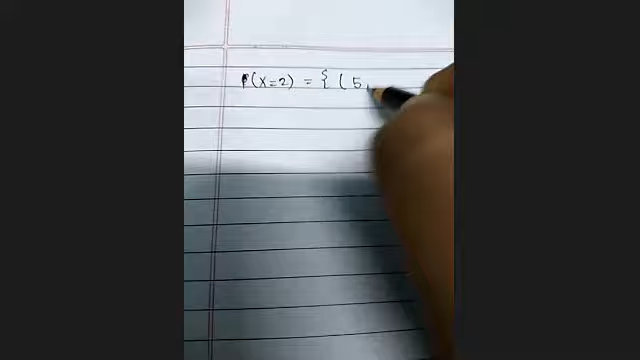 P(X=2) = { ( 5,